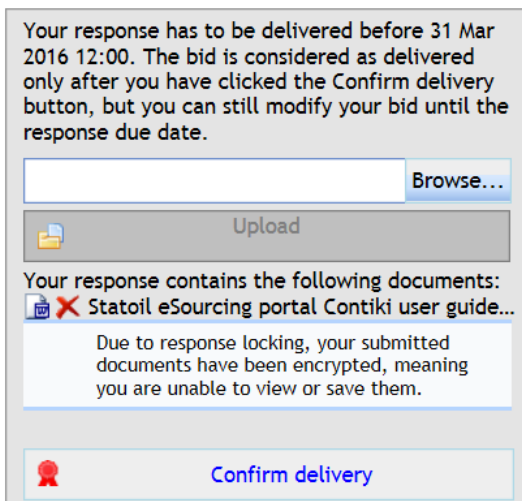 Your response has to be delivered before 31 Mar
2016 12:00. The bid is considered as delivered
only after you have clicked the Confirm delivery
button, but you can still modify your bid until the
response due date.
Browse...
Upload
Your response contains the following documents:
Statoil eSourcing portal Contiki user guide...
Due to response locking, your submitted
documents have been encrypted, meaning
you are unable to view or save them.
Confirm delivery